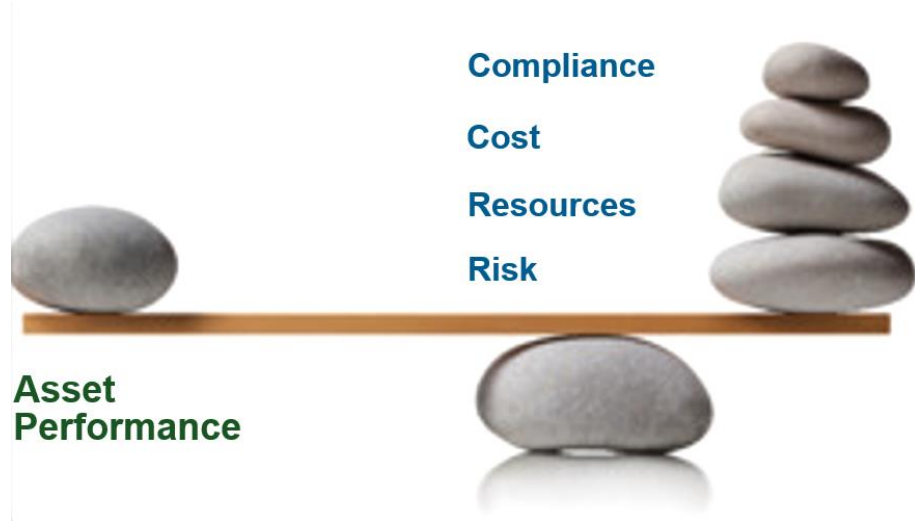 Compliance
Cost
Resources
Risk
Asset
Performance